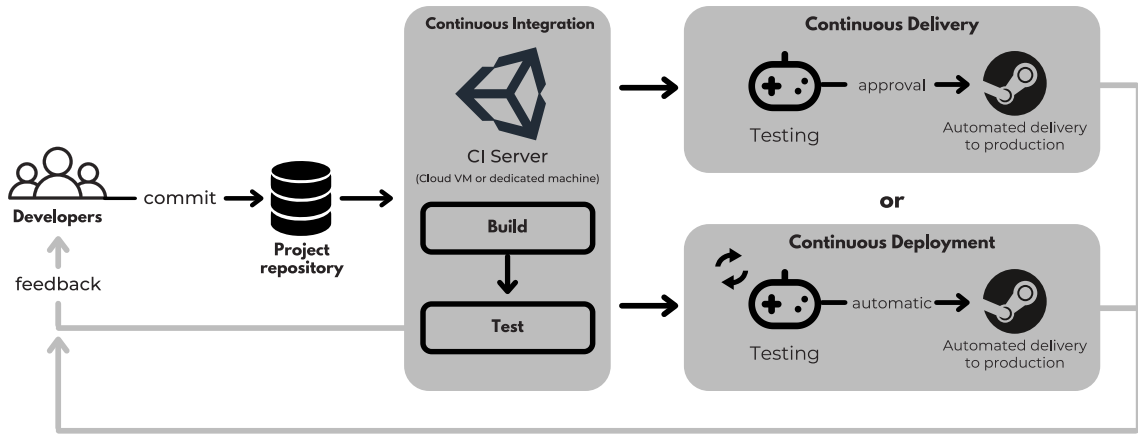 Developers
feedback
commit
Project
repository
Continuous Integration
CI Server
(Cloud VM or dedicated machine)
Build
Test
Continuous Delivery
Testing
approval
Automated delivery
to production
or
Continuous Deployment
Testing
automatic
Automated delivery
to production